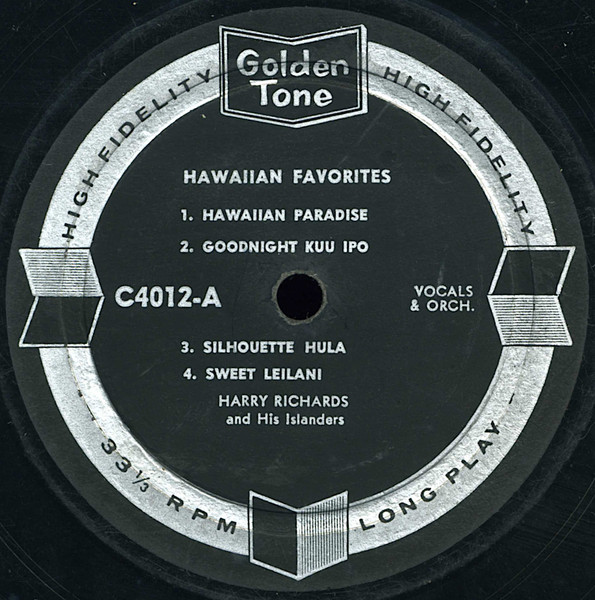 Golden
Tone
HIGH FIDELITY
HIGH FIDELITY
HAWAIIAN FAVORITES
1. HAWAIIAN PARADISE
2. GOODNIGHT KUU IPO
C4012-A
VOCALS
& ORCH.
3. SILHOUETTE HULA
4. SWEET LEILANI
HARRY RICHARDS
and His Islanders
33⅓ RPM
LONG PLAY